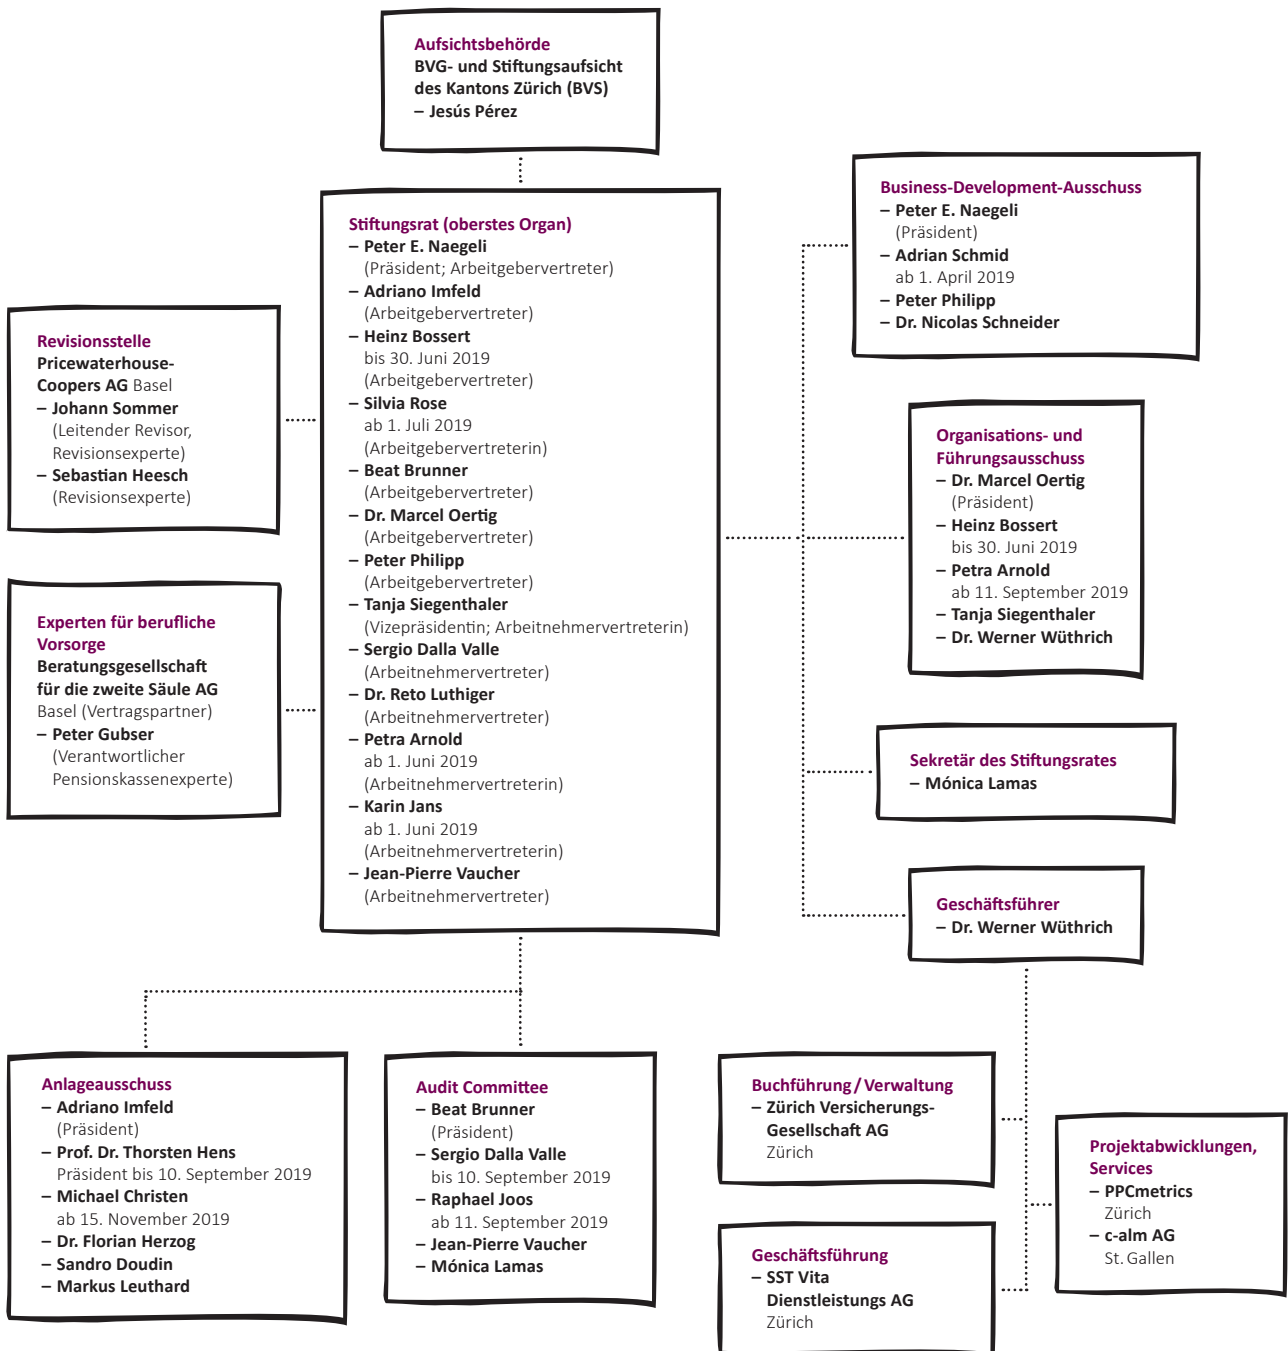 Aufsichtsbehörde
BVG- und Stiftungsaufsicht
des Kantons Zürich (BVS)
– Jesús Pérez
Stiftungsrat (oberstes Organ)
– Peter E. Naegeli
(Präsident; Arbeitgebervertreter)
– Adriano Imfeld
(Arbeitgebervertreter)
– Heinz Bossert
bis 30. Juni 2019
(Arbeitgebervertreter)
– Silvia Rose
ab 1. Juli 2019
(Arbeitgebervertreterin)
– Beat Brunner
(Arbeitgebervertreter)
– Dr. Marcel Oertig
(Arbeitgebervertreter)
– Peter Philipp
(Arbeitgebervertreter)
– Tanja Siegenthaler
(Vizepräsidentin; Arbeitnehmervertreterin)
– Sergio Dalla Valle
(Arbeitnehmervertreter)
– Dr. Reto Luthiger
(Arbeitnehmervertreter)
– Petra Arnold
ab 1. Juni 2019
(Arbeitnehmervertreterin)
– Karin Jans
ab 1. Juni 2019
(Arbeitnehmervertreterin)
– Jean-Pierre Vaucher
(Arbeitnehmervertreter)
Revisionsstelle
Pricewaterhouse-
Coopers AG Basel
– Johann Sommer
(Leitender Revisor,
Revisionsexperte)
– Sebastian Heesch
(Revisionsexperte)
Experten für berufliche
Vorsorge
Beratungsgesellschaft
für die zweite Säule AG
Basel (Vertragspartner)
– Peter Gubser
(Verantwortlicher
Pensionskassenexperte)
Business-Development-Ausschuss
– Peter E. Naegeli
(Präsident)
– Adrian Schmid
ab 1. April 2019
– Peter Philipp
– Dr. Nicolas Schneider
Organisations- und
Führungsausschuss
– Dr. Marcel Oertig
(Präsident)
– Heinz Bossert
bis 30. Juni 2019
– Petra Arnold
ab 11. September 2019
– Tanja Siegenthaler
– Dr. Werner Wüthrich
Sekretär des Stiftungsrates
– Mónica Lamas
Geschäftsführer
– Dr. Werner Wüthrich
Anlageausschuss
– Adriano Imfeld
(Präsident)
– Prof. Dr. Thorsten Hens
Präsident bis 10. September 2019
– Michael Christen
ab 15. November 2019
– Dr. Florian Herzog
– Sandro Doudin
– Markus Leuthard
Audit Committee
– Beat Brunner
(Präsident)
– Sergio Dalla Valle
bis 10. September 2019
– Raphael Joos
ab 11. September 2019
– Jean-Pierre Vaucher
– Mónica Lamas
Buchführung / Verwaltung
– Zürich Versicherungs-
Gesellschaft AG
Zürich
Geschäftsführung
– SST Vita
Dienstleistungs AG
Zürich
Projektabwicklungen,
Services
– PPCmetrics
Zürich
– c-alm AG
St. Gallen